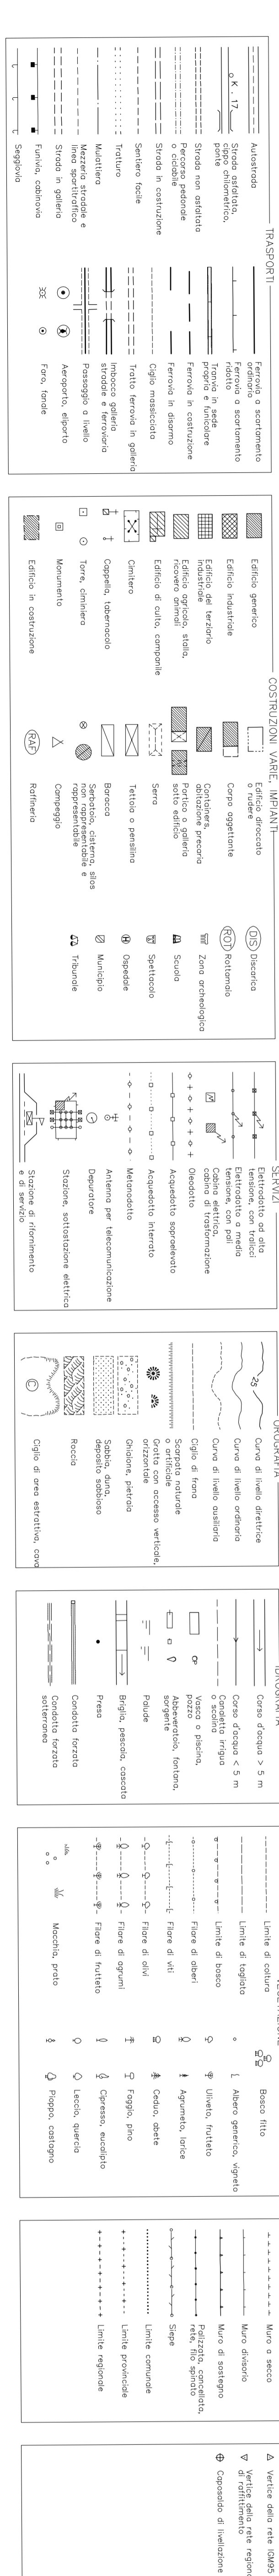 TRASPORTI
Autostrada
K . 17
Strada asfaltata,
cippo chilometrico,
ponte
Strada non asfaltata
Percorso pedonale
o ciclabile
Strada in costruzione
Sentiero facile
Tratturo
Mulattiera
Mezzeria stradale e
linea spartitraffico
Strada in galleria
Funivia, cabinovia
Seggiovia
Ferrovia a scartamento
ordinario
Ferrovia a scartamento
ridotto
Tranvia in sede
propria e funicolare
Ferrovia in costruzione
Ferrovia in disarmo
Ciglio massicciata
Tratto ferrovia in galleria
Imbocco galleria
stradale e ferroviaria
Passaggio a livello
Aeroporto, eliporto
Faro, fanale
COSTRUZIONI VARIE, IMPIANTI
Edificio generico
Edificio industriale
Edificio del terziario
industriale
Edificio agricolo, stalla,
ricovero animali
Edificio di culto, campanile
Cimitero
Cappella, tabernacolo
Torre, ciminiera
Monumento
Edificio in costruzione
Edificio diroccato
o rudere
Corpo aggettante
Containers,
abitazione precaria
Portico o galleria
sotto edificio
Serra
Tettoia o pensilina
Baracca
Serbatoio, cisterna, silos
non rappresentabile e
rappresentabile
Campeggio
RAF
Raffineria
DIS
Discarica
ROT
Rottamaio
Zona archeologica
Scuola
Spettacolo
H
Ospedale
Municipio
Tribunale
SERVIZI
Elettrodotto ad alta
tensione, con tralicci
Elettrodotto a media
tensione, con pali
Cabina elettrica,
cabina di trasformazione
Oleodotto
Acquedotto sopraelevato
Acquedotto interrato
Metanodotto
Antenna per telecomunicazione
Depuratore
Stazione, sottostazione elettrica
Stazione di rifornimento
e di servizio
OROGRAFIA
25
Curva di livello direttrice
Curva di livello ordinaria
Curva di livello ausiliaria
Ciglio di frana
Scarpata naturale
o artificiale
Grotta con accesso verticale,
orizzontale
Ghiaione, pietraia
Sabbia, duna,
deposito sabbioso
Roccia
C
Ciglio di area estrattiva, cava
IDROGRAFIA
Corso d'acqua > 5 m
Corso d'acqua < 5 m
Canaletta irrigua
o scolina
Vasca o piscina,
pozzo
Abbeveratoio, fontana,
sorgente
Palude
Briglia, pescaia, cascata
Presa
Condotta forzata
Condotta forzata
sotterranea
VEGETAZIONE
Limite di coltura
Limite di tagliata
Limite di bosco
Filare di alberi
Filare di viti
Filare di olivi
Filare di agrumi
Filare di frutteto
Macchia, prato
Bosco fitto
Albero generico, vigneto
Uliveto, frutteto
Agrumeto, larice
Ceduo, abete
Faggio, pino
Cipresso, eucalipto
Leccio, quercia
Pioppo, castagno
Muro a secco
Muro divisorio
Muro di sostegno
Palizzata, cancellata,
rete, filo spinato
Siepe
Limite comunale
Limite provinciale
Limite regionale
Vertice della rete IGM95
Vertice della rete regionale
di raffittimento
Caposaldo di livellazione